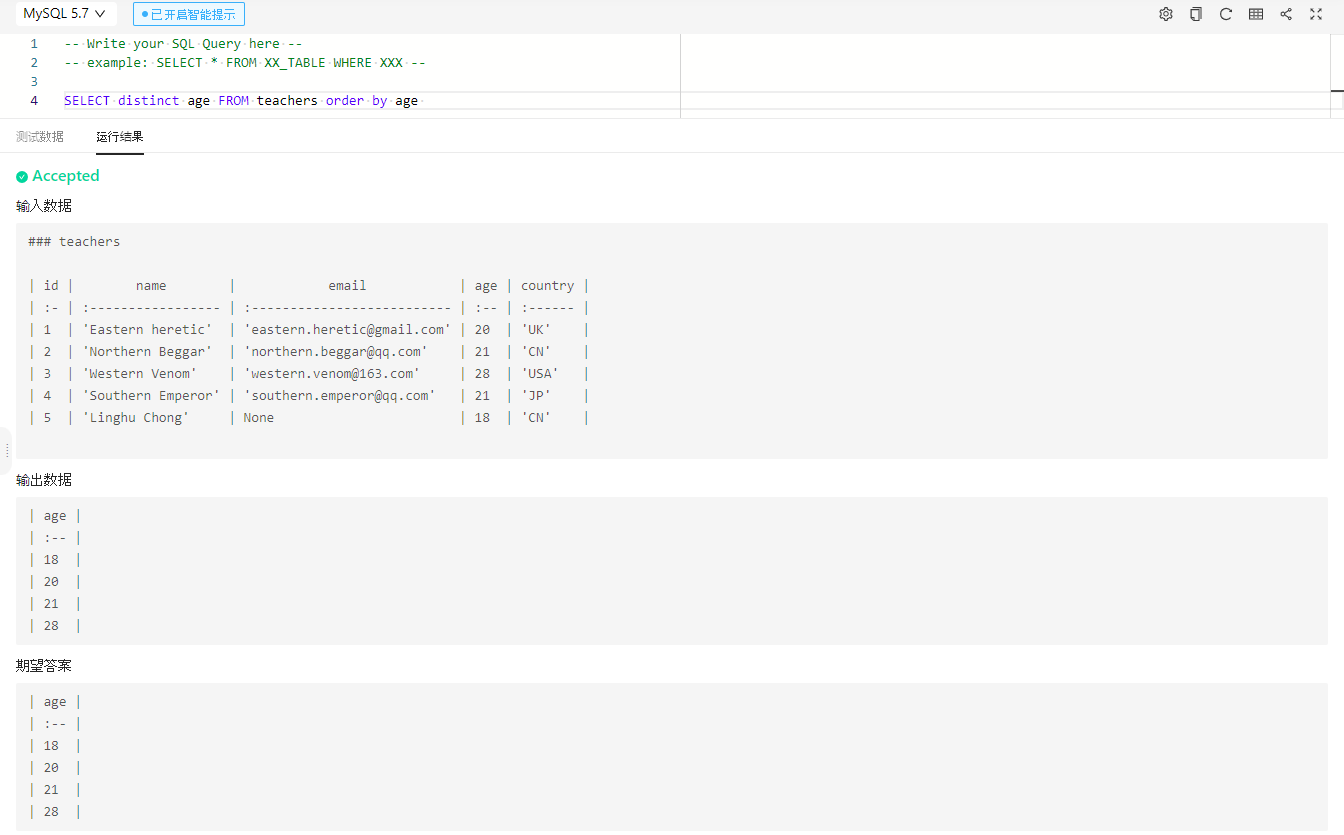 MySQL 5.7
已开启智能提示
1 -- Write your SQL Query here --
2 -- example: SELECT * FROM XX_TABLE WHERE XXX --
3
4 SELECT distinct age FROM teachers order by age
测试数据 运行结果
Accepted
输入数据
### teachers
| id | name | email | age | country |
| :- | :----------------- | :-------------------------- | :-- | :------ |
| 1 | 'Eastern heretic' | 'eastern.heretic@gmail.com' | 20 | 'UK' |
| 2 | 'Northern Beggar' | 'northern.beggar@qq.com' | 21 | 'CN' |
| 3 | 'Western Venom' | 'western.venom@163.com' | 28 | 'USA' |
| 4 | 'Southern Emperor' | 'southern.emperor@qq.com' | 21 | 'JP' |
| 5 | 'Linghu Chong' | None | 18 | 'CN' |
输出数据
| age |
| :-- |
| 18 |
| 20 |
| 21 |
| 28 |
期望答案
| age |
| :-- |
| 18 |
| 20 |
| 21 |
| 28 |